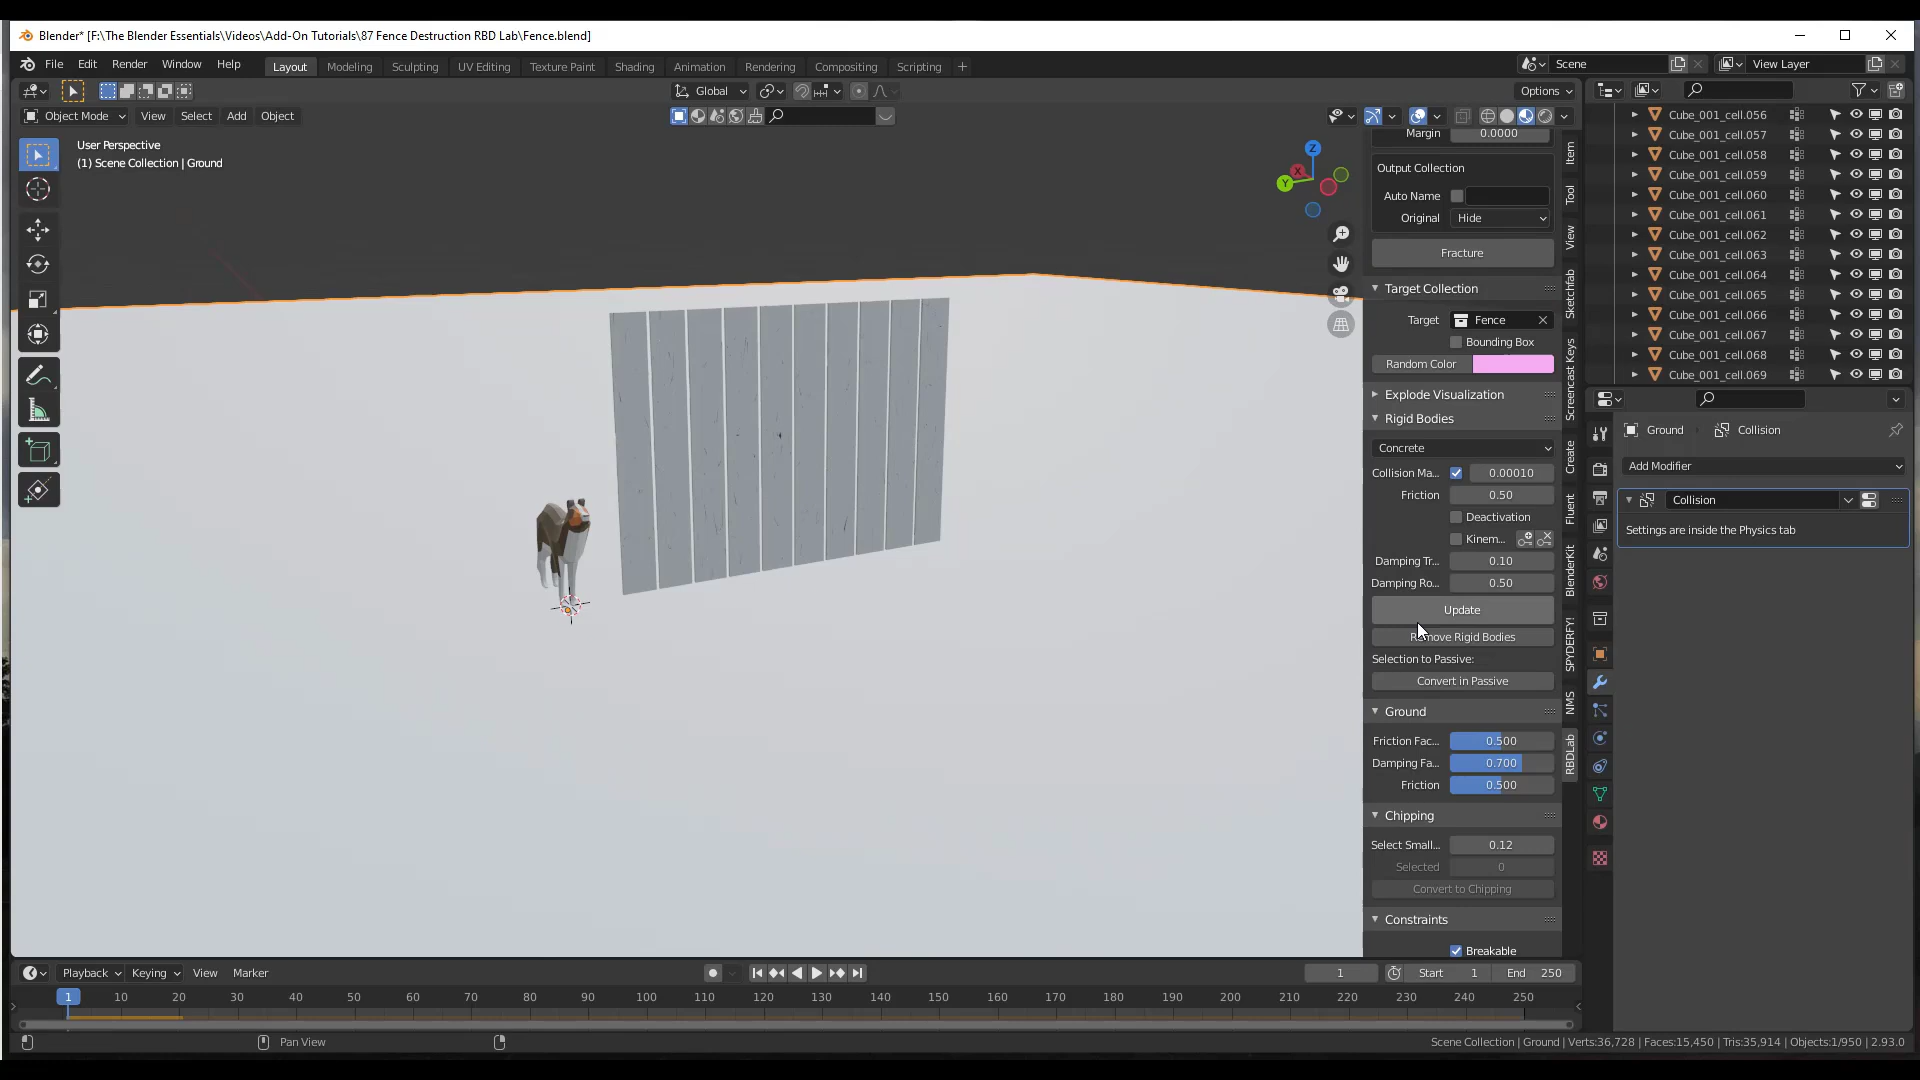 Blender* [F:\The Blender Essentials\Videos\Add-On Tutorials\87 Fence Destruction RBD Lab\Fence.blend]
File Edit Render Window Help Layout Modeling Sculpting UV Editing Texture Paint Shading Animation Rendering Compositing Scripting + Scene View Layer
Global Options
Object Mode View Select Add Object
User Perspective
(1) Scene Collection | Ground
Z
X
Y
Margin 0.0000
Output Collection
Auto Name
Original Hide
Fracture
Target Collection
Target Fence
Bounding Box
Random Color
Explode Visualization
Rigid Bodies
Concrete
Collision Ma... 0.00010
Friction 0.50
Deactivation
Kinem...
Damping Tr... 0.10
Damping Ro... 0.50
Update
Remove Rigid Bodies
Selection to Passive:
Convert in Passive
Ground
Friction Fac... 0.500
Damping Fa... 0.700
Friction 0.500
Chipping
Select Small... 0.12
Selected 0
Convert to Chipping
Constraints
Breakable
Item
Tool
View
Sketchfab
Screencast Keys
Create
Fluent
BlenderKit
SPYDERFY!
NMS
RBDLab
Cube_001_cell.056
Cube_001_cell.057
Cube_001_cell.058
Cube_001_cell.059
Cube_001_cell.060
Cube_001_cell.061
Cube_001_cell.062
Cube_001_cell.063
Cube_001_cell.064
Cube_001_cell.065
Cube_001_cell.066
Cube_001_cell.067
Cube_001_cell.068
Cube_001_cell.069
Ground Collision
Add Modifier
Collision
Settings are inside the Physics tab
Playback Keying View Marker 1 Start 1 End 250
1 10 20 30 40 50 60 70 80 90 100 110 120 130 140 150 160 170 180 190 200 210 220 230 240 250
Pan View
Scene Collection | Ground | Verts:36,728 | Faces:15,450 | Tris:35,914 | Objects:1/950 | 2.93.0